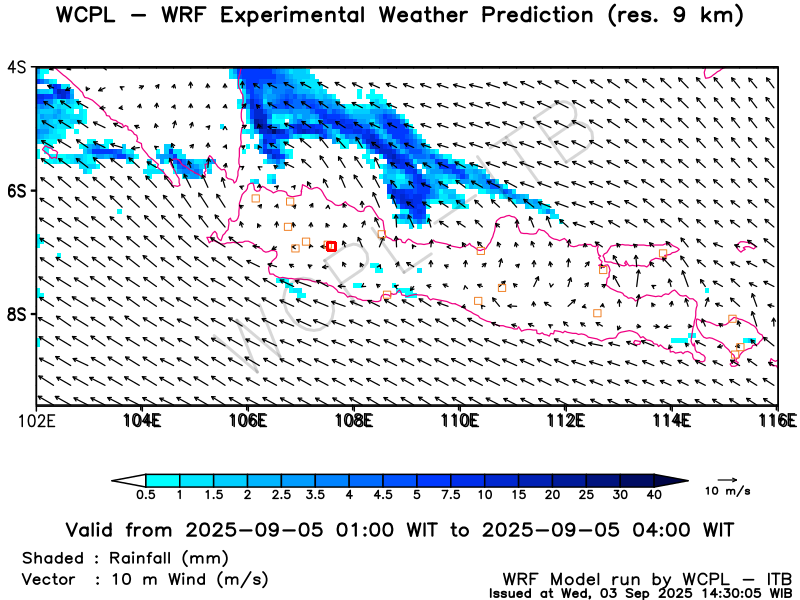 WCPL – WRF Experimental Weather Prediction (res. 9 km)
WCPL-ITB
4S
6S
8S
102E 104E 106E 108E 110E 112E 114E 116E
0.5 1 1.5 2 2.5 3.5 4 4.5 5 7.5 10 15 20 25 30 40
10 m/s
Valid from 2025-09-05 01:00 WIT to 2025-09-05 04:00 WIT
Shaded : Rainfall (mm)
Vector : 10 m Wind (m/s)
WRF Model run by WCPL – ITB
Issued at Wed, 03 Sep 2025 14:30:05 WIB